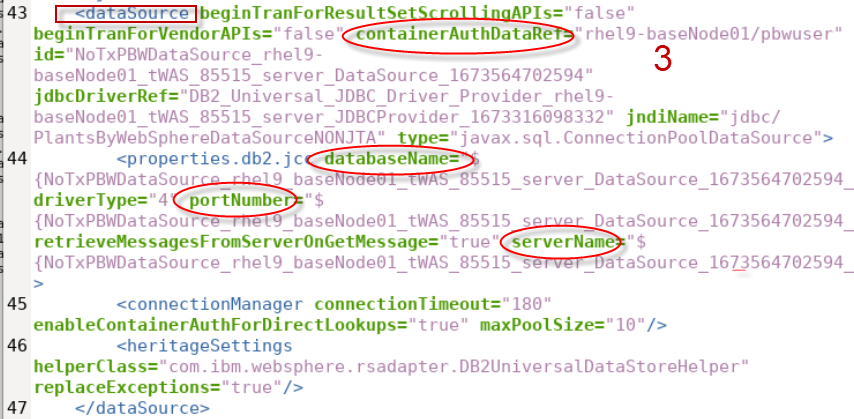 43 <dataSource beginTranForResultSetScrollingAPIs="false"
beginTranForVendorAPIs="false" containerAuthDataRef="rhel9-baseNode01/pbwuser"
3
id="NoTxPBWDataSource_rhel9-
baseNode01_tWAS_85515_server_DataSource_1673564702594"
jdbcDriverRef="DB2_Universal_JDBC_Driver_Provider_rhel9-
baseNode01_tWAS_85515_server_JDBCProvider_1673316098332" jndiName="jdbc/
PlantsByWebSphereDataSourceNONJTA" type="javax.sql.ConnectionPoolDataSource">
44 <properties.db2.jcc databaseName="$
{NoTxPBWDataSource_rhel9_baseNode01_tWAS_85515_server_DataSource_1673564702594_
driverType="4" portNumber="$
{NoTxPBWDataSource_rhel9_baseNode01_tWAS_85515_server_DataSource_1673564702594_
retrieveMessagesFromServerOnGetMessage="true" serverName="$
{NoTxPBWDataSource_rhel9_baseNode01_tWAS_85515_server_DataSource_1673564702594_
>
45 <connectionManager connectionTimeout="180"
enableContainerAuthForDirectLookups="true" maxPoolSize="10"/>
46 <heritageSettings
helperClass="com.ibm.websphere.rsadapter.DB2UniversalDataStoreHelper"
replaceExceptions="true"/>
47 </dataSource>